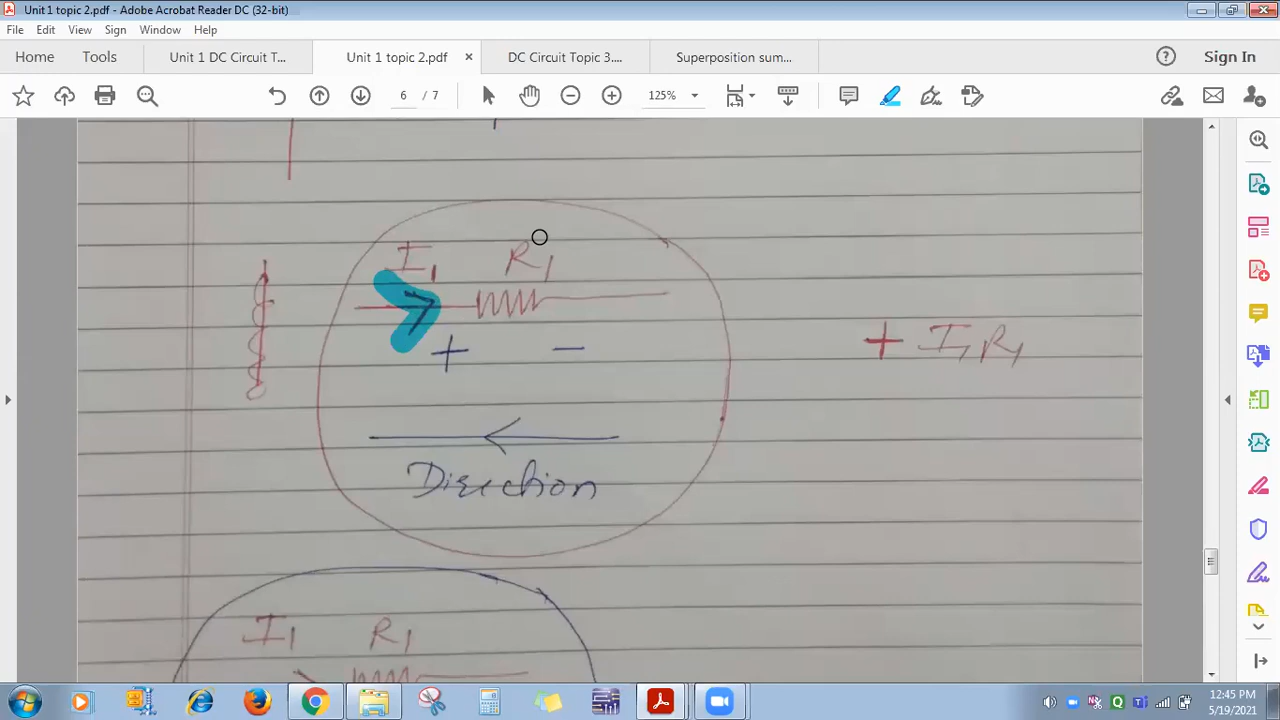 Unit 1 topic 2.pdf - Adobe Acrobat Reader DC (32-bit)
File Edit View Sign Window Help
Home Tools Unit 1 DC Circuit T... Unit 1 topic 2.pdf × DC Circuit Topic 3.... Superposition sum... Sign In
6 / 7 125%
I1 R1
+ −
+ I1R1
Direction
I1 R1
12:45 PM
5/19/2021